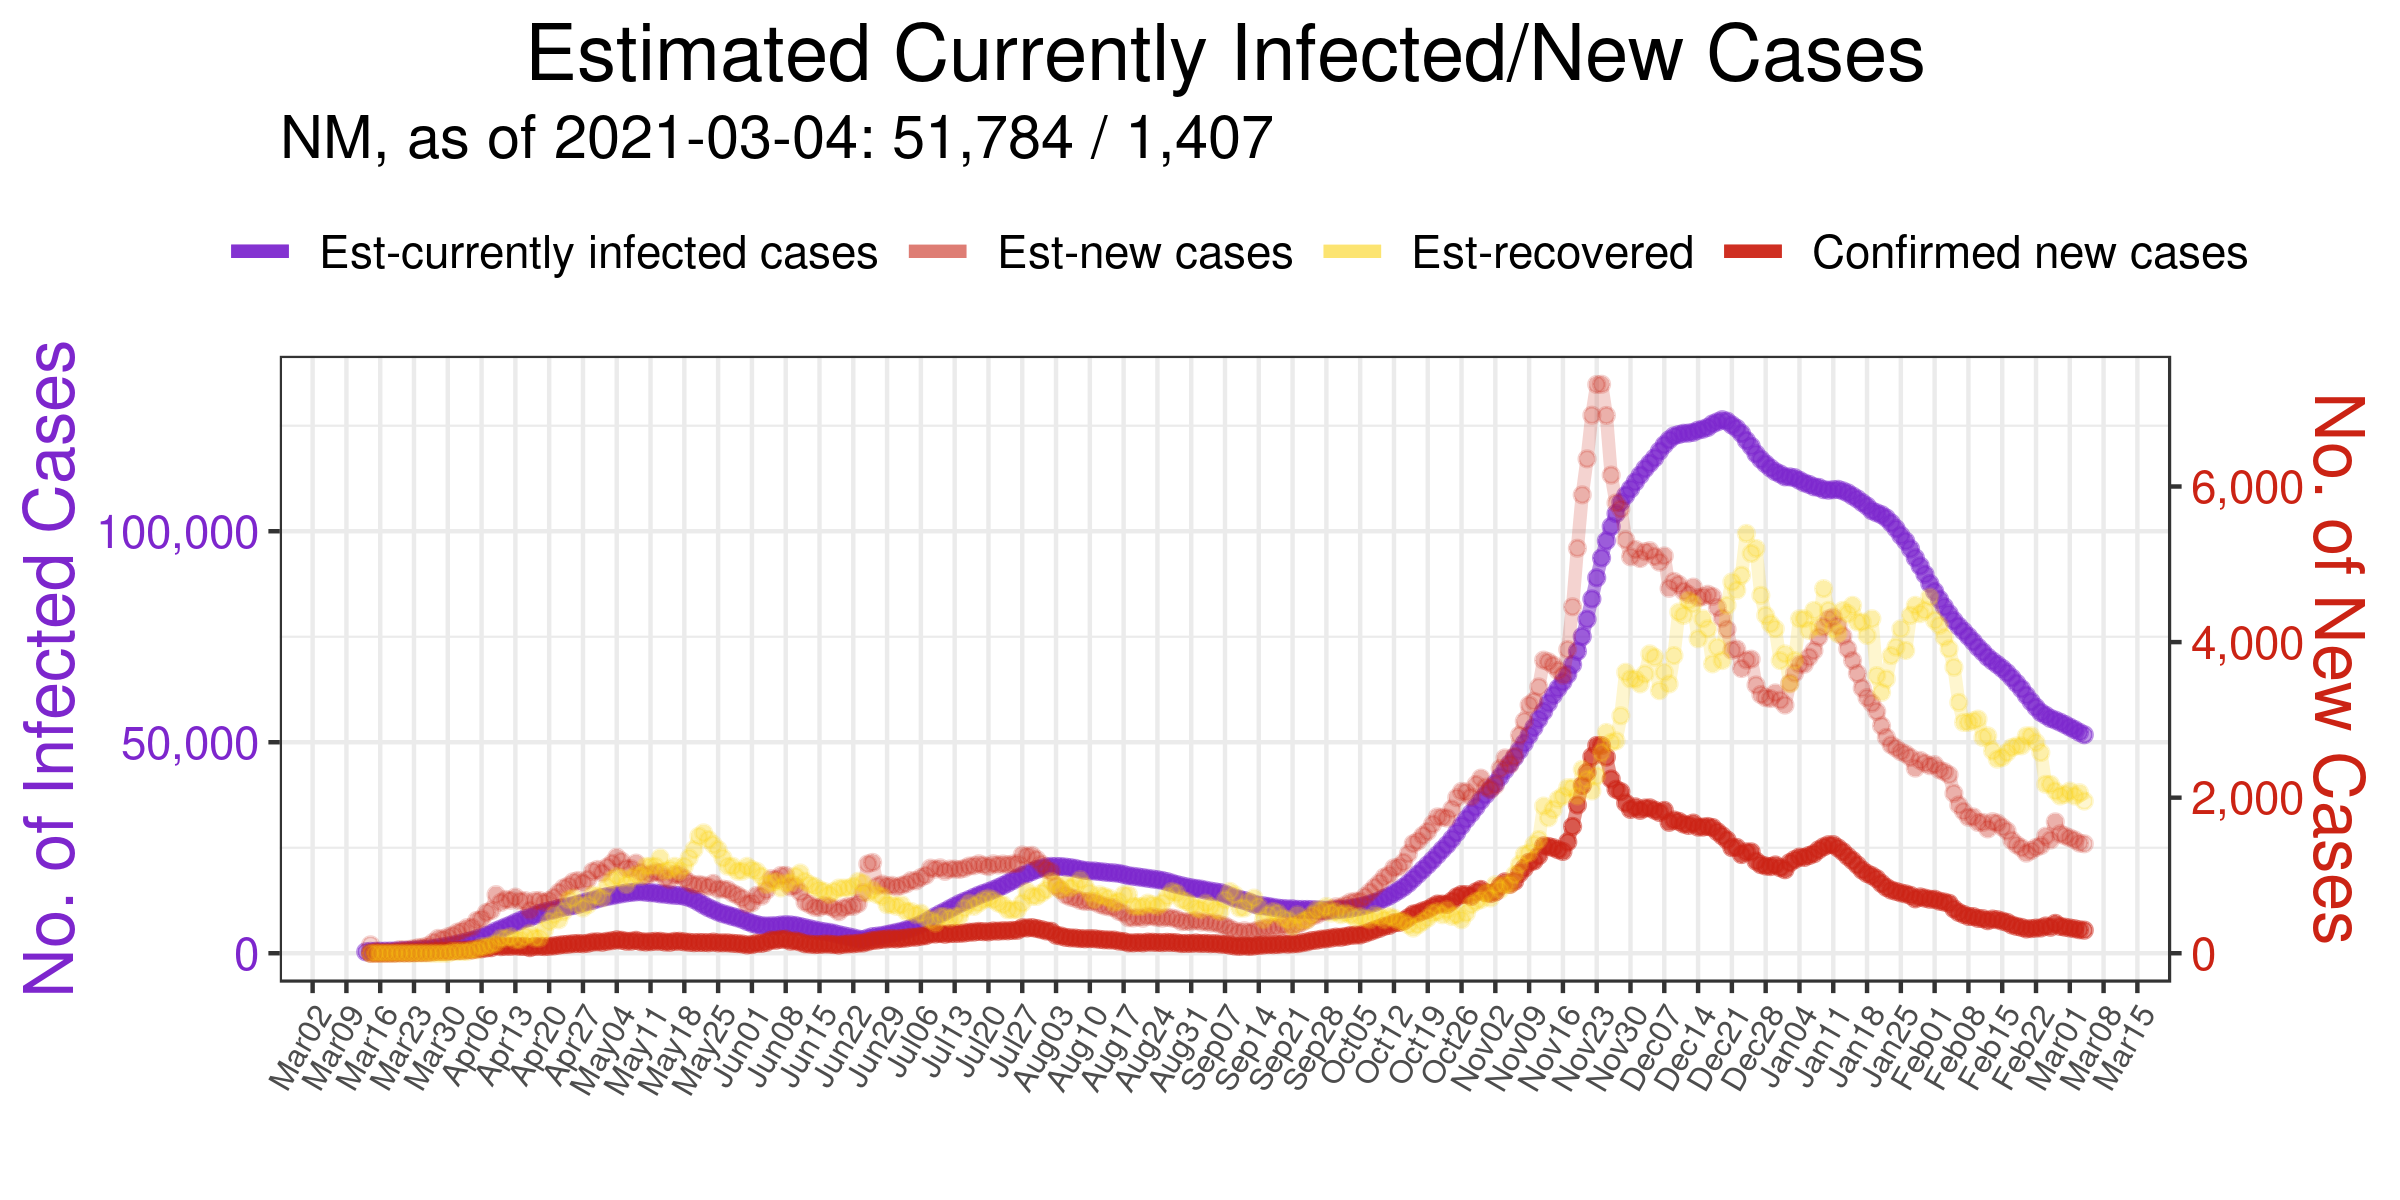 Estimated Currently Infected/New Cases
NM, as of 2021-03-04: 51,784 / 1,407
Est-currently infected cases
Est-new cases
Est-recovered
Confirmed new cases
No. of Infected Cases
100,000
50,000
0
No. of New Cases
6,000
4,000
2,000
0
Mar02
Mar09
Mar16
Mar23
Mar30
Apr06
Apr13
Apr20
Apr27
May04
May11
May18
May25
Jun01
Jun08
Jun15
Jun22
Jun29
Jul06
Jul13
Jul20
Jul27
Aug03
Aug10
Aug17
Aug24
Aug31
Sep07
Sep14
Sep21
Sep28
Oct05
Oct12
Oct19
Oct26
Nov02
Nov09
Nov16
Nov23
Nov30
Dec07
Dec14
Dec21
Dec28
Jan04
Jan11
Jan18
Jan25
Feb01
Feb08
Feb15
Feb22
Mar01
Mar08
Mar15